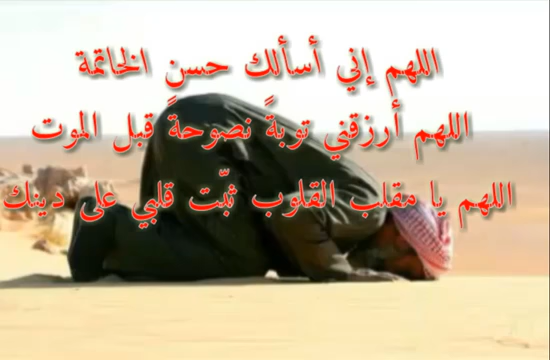 اللهم إني أسألك حسن الخاتمة
اللهم أرزقني توبةً نصوحةً قبل الموت
اللهم يا مقلب القلوب ثبّت قلبي على دينك